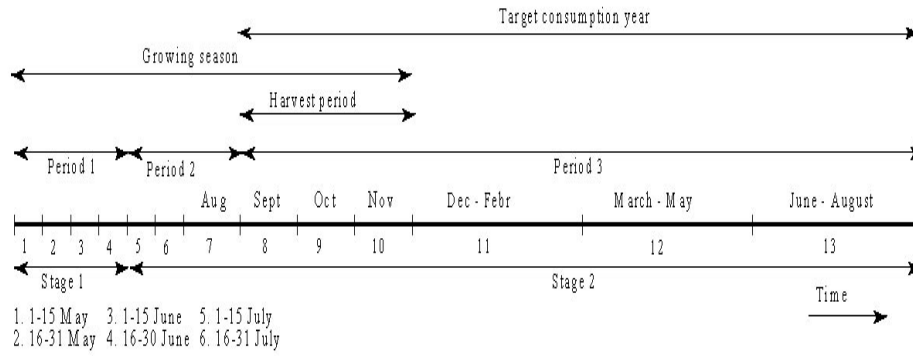 Target consumption year
Growing season
Harvest period
Period 1 Period 2 Period 3
Aug Sept Oct Nov Dec - Febr March - May June - August
1 2 3 4 5 6 7 8 9 10 11 12 13
Stage 1 Stage 2
Time
1. 1-15 May 3. 1-15 June 5. 1-15 July
2. 16-31 May 4. 16-30 June 6. 16-31 July